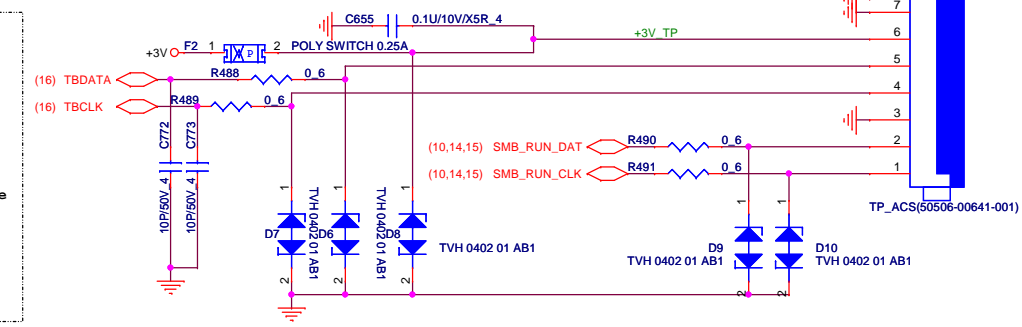 7
C655 0.1U/10V/X5R_4
+3V_TP 6
+3V F2 1 2 POLY SWITCH 0.25A
P
5
(16) TBDATA R488 0_6
4
(16) TBCLK R489 0_6
3
C772 C773
10P/50V_4 10P/50V_4
(10,14,15) SMB_RUN_DAT R490 0_6 2
(10,14,15) SMB_RUN_CLK R491 0_6 1
e
1 1 1 1 1
TP_ACS(50506-00641-001)
TVH 0402 01 AB1
TVH 0402 01 AB1
D7 D6 D8
TVH 0402 01 AB1
D9
TVH 0402 01 AB1
D10
TVH 0402 01 AB1
2 2 2 2 2